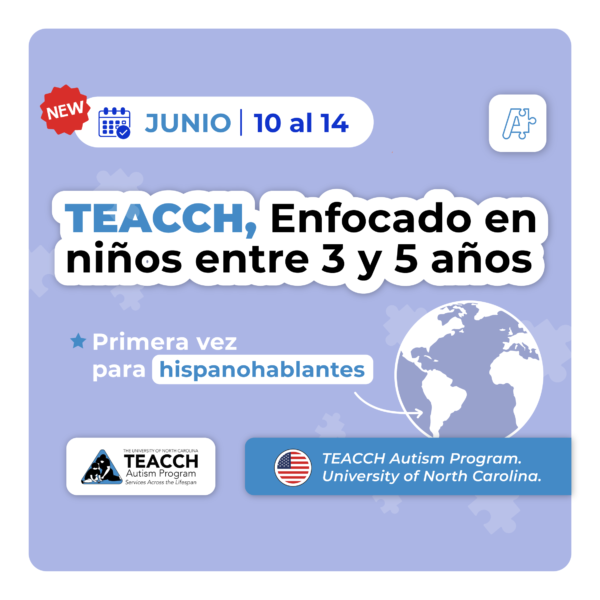 NEW
JUNIO | 10 al 14
A
TEACCH, Enfocado en
niños entre 3 y 5 años
Primera vez
para hispanohablantes
THE UNIVERSITY OF NORTH CAROLINA
TEACCH
Autism Program
Services Across the Lifespan
TEACCH Autism Program.
University of North Carolina.